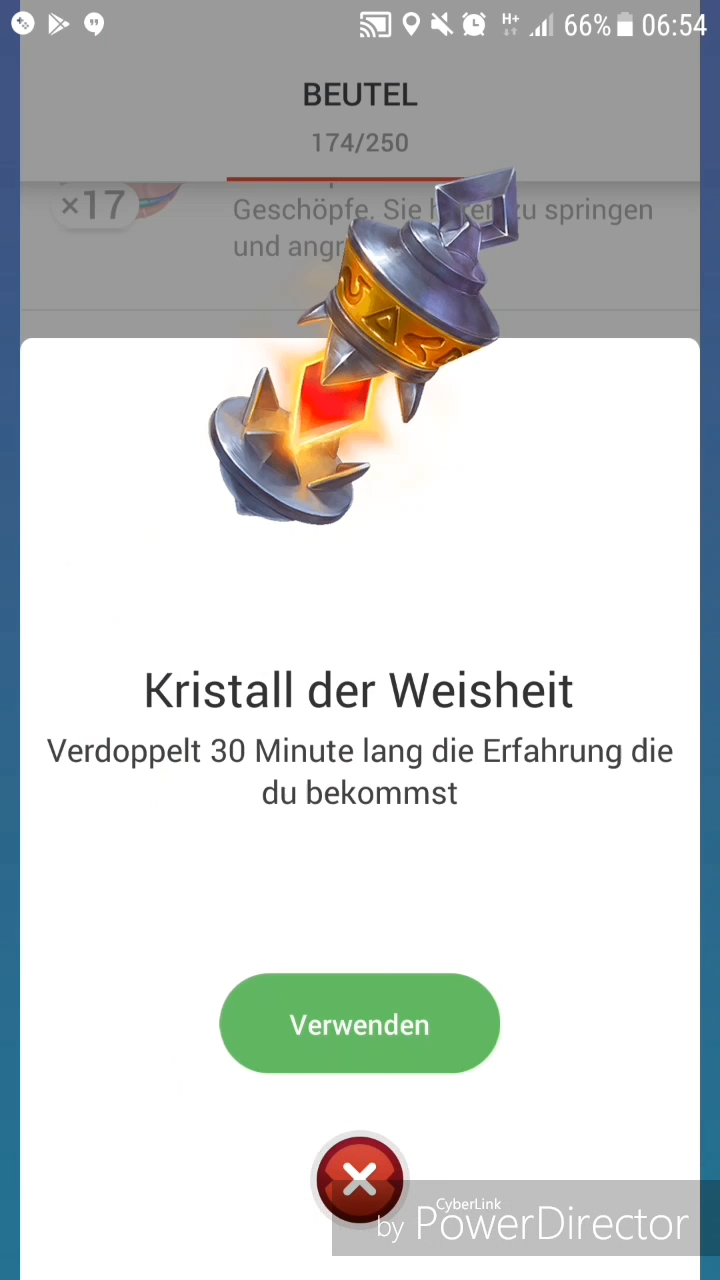 H+ 66% 06:54
BEUTEL
174/250
×17
Geschöpfe. Sie zu springen
und
Kristall der Weisheit
Verdoppelt 30 Minute lang die Erfahrung die
du bekommst
Verwenden
CyberLink
by PowerDirector